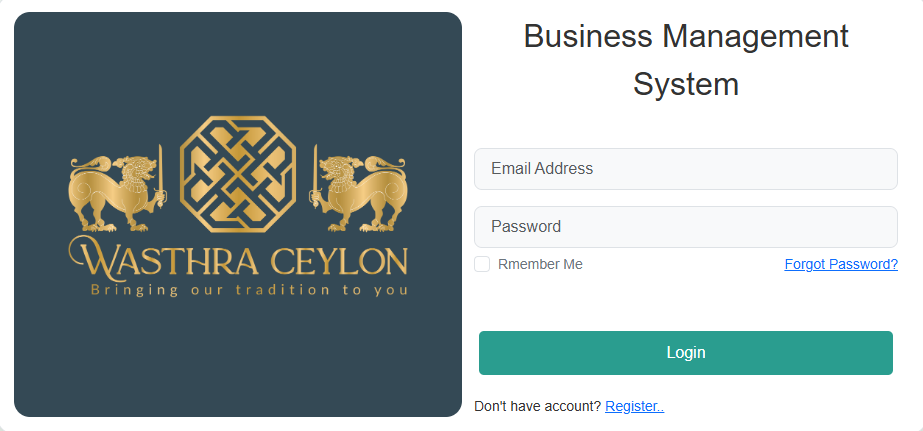 WASTHRA CEYLON
Bringing our tradition to you
Business Management
System
Email Address
Password
Rmember Me
Forgot Password?
Login
Don't have account? Register..